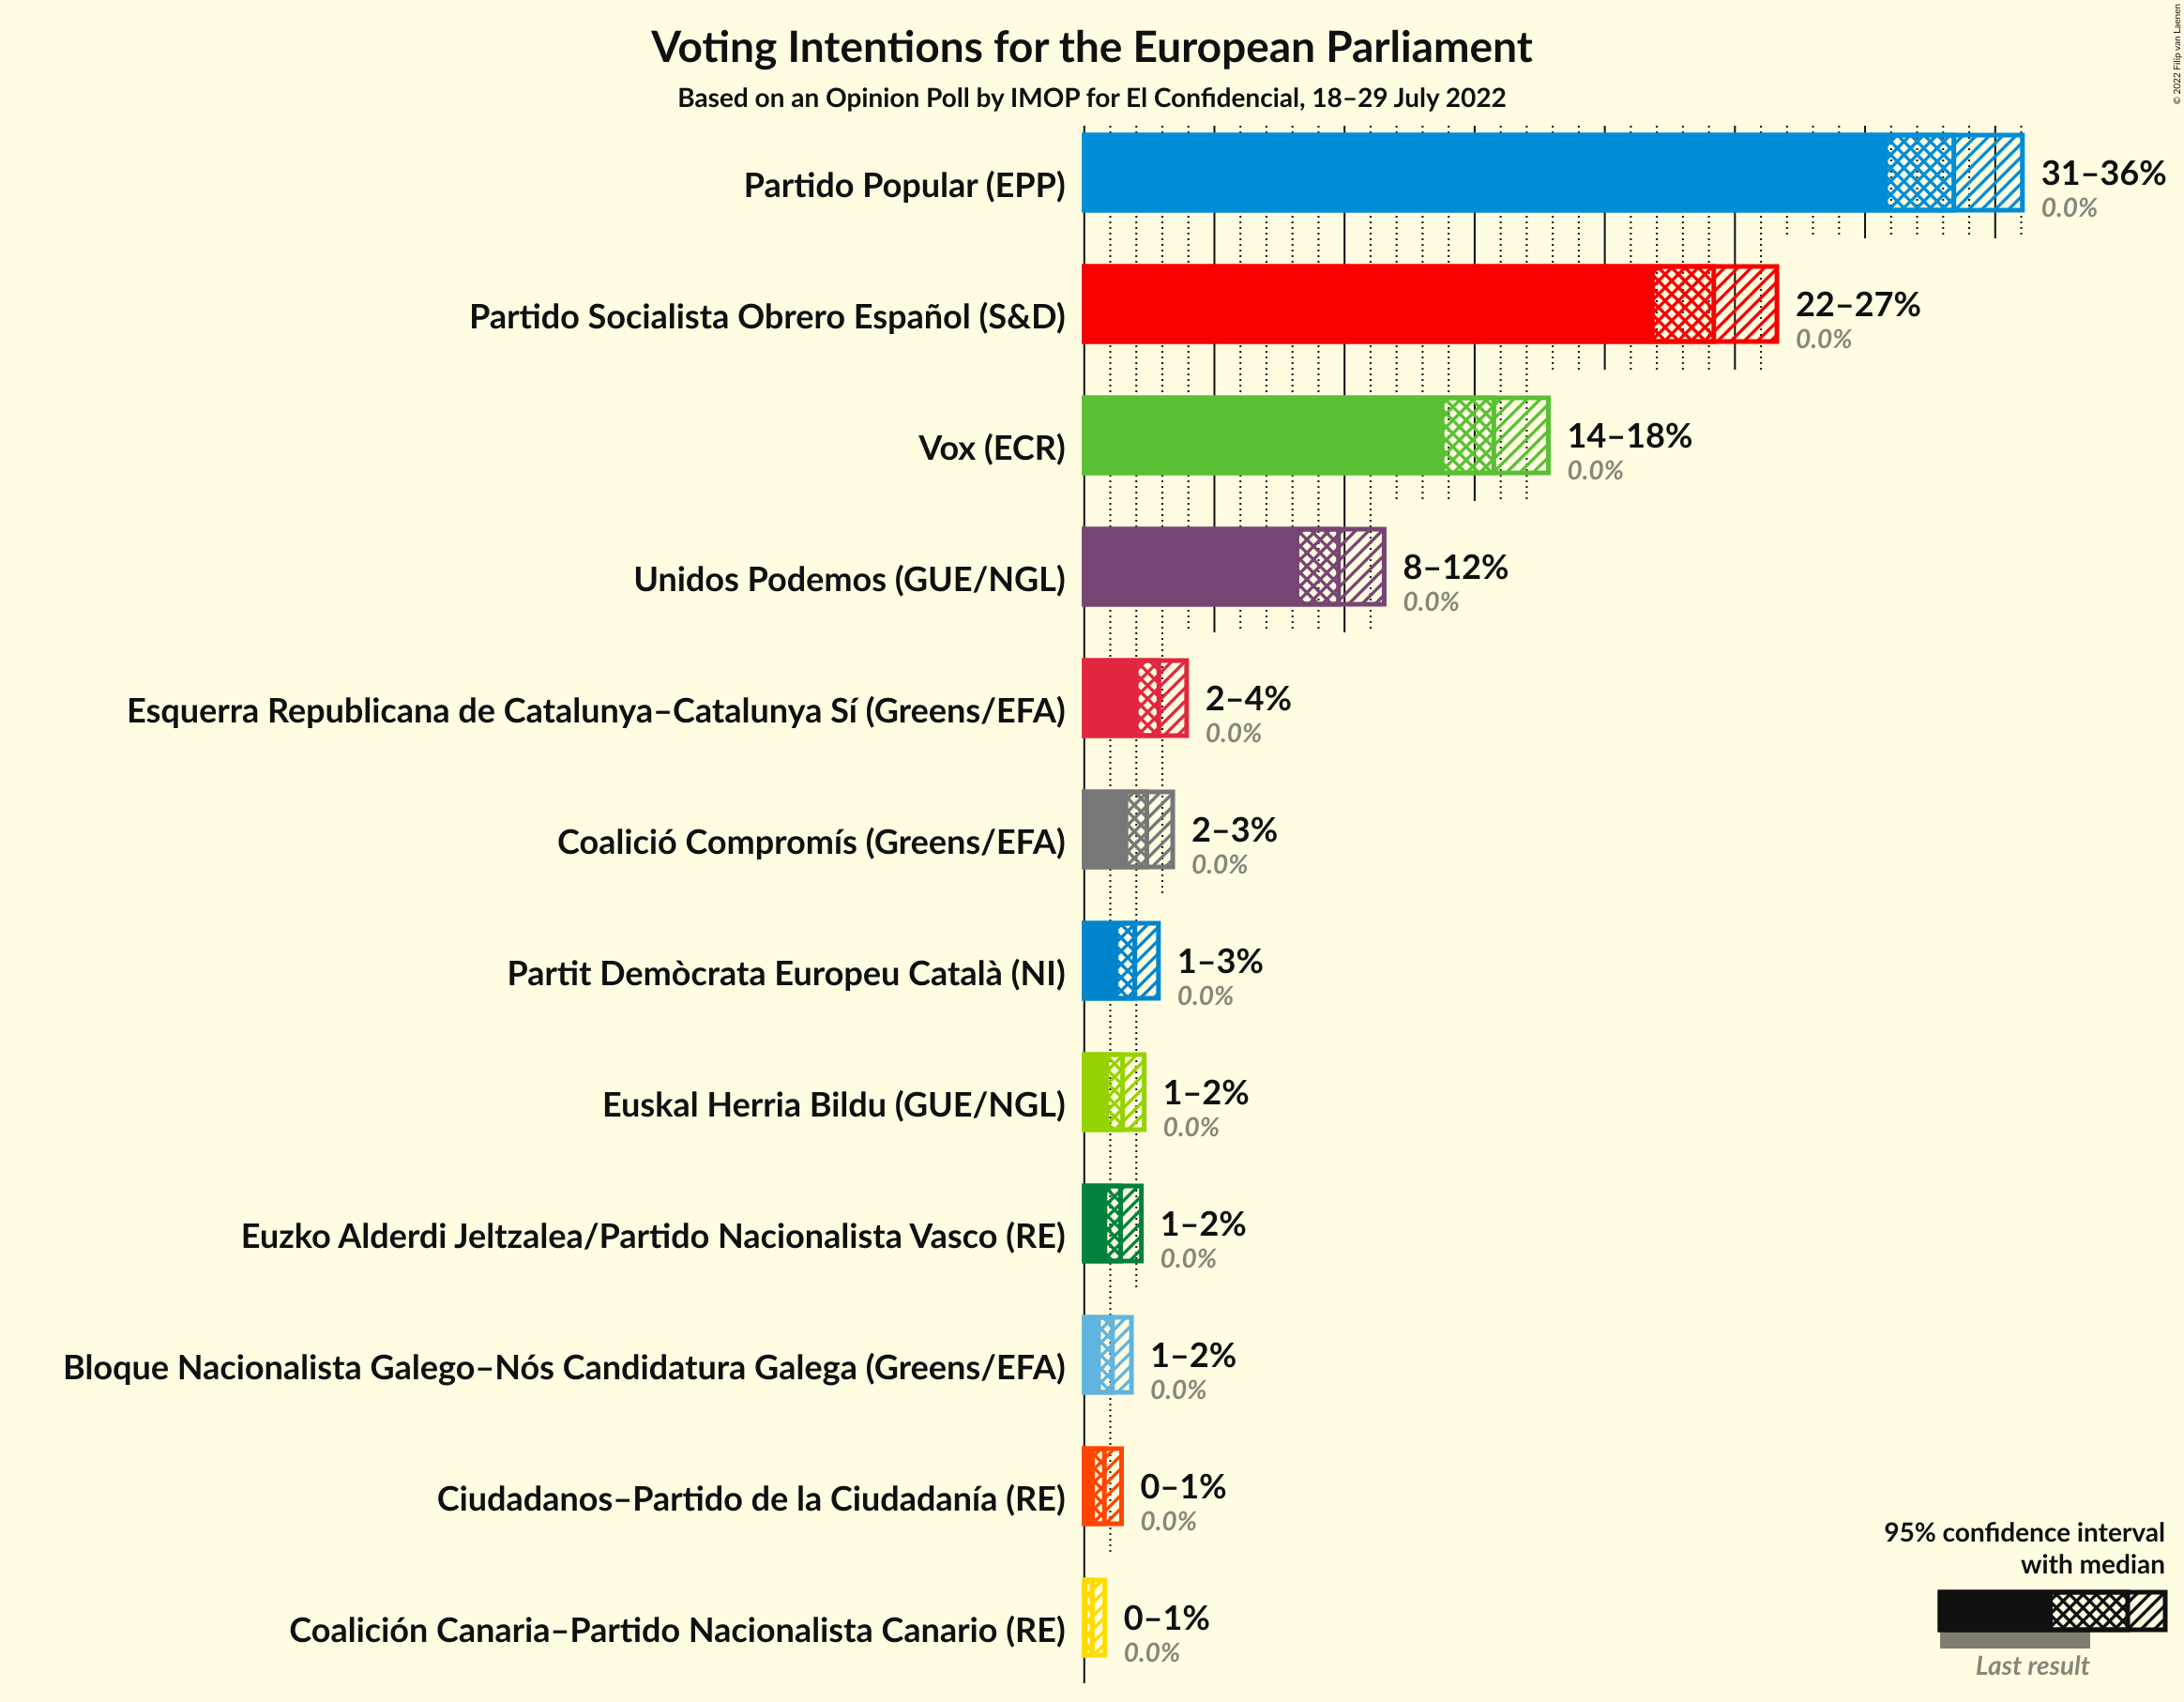 Voting Intentions for the European Parliament
Based on an Opinion Poll by IMOP for El Confidencial, 18–29 July 2022
© 2022 Filip van Laenen
Partido Popular (EPP)
31–36%
0.0%
Partido Socialista Obrero Español (S&D)
22–27%
0.0%
Vox (ECR)
14–18%
0.0%
Unidos Podemos (GUE/NGL)
8–12%
0.0%
Esquerra Republicana de Catalunya–Catalunya Sí (Greens/EFA)
2–4%
0.0%
Coalició Compromís (Greens/EFA)
2–3%
0.0%
Partit Demòcrata Europeu Català (NI)
1–3%
0.0%
Euskal Herria Bildu (GUE/NGL)
1–2%
0.0%
Euzko Alderdi Jeltzalea/Partido Nacionalista Vasco (RE)
1–2%
0.0%
Bloque Nacionalista Galego–Nós Candidatura Galega (Greens/EFA)
1–2%
0.0%
Ciudadanos–Partido de la Ciudadanía (RE)
0–1%
0.0%
Coalición Canaria–Partido Nacionalista Canario (RE)
0–1%
0.0%
95% confidence interval
with median
Last result